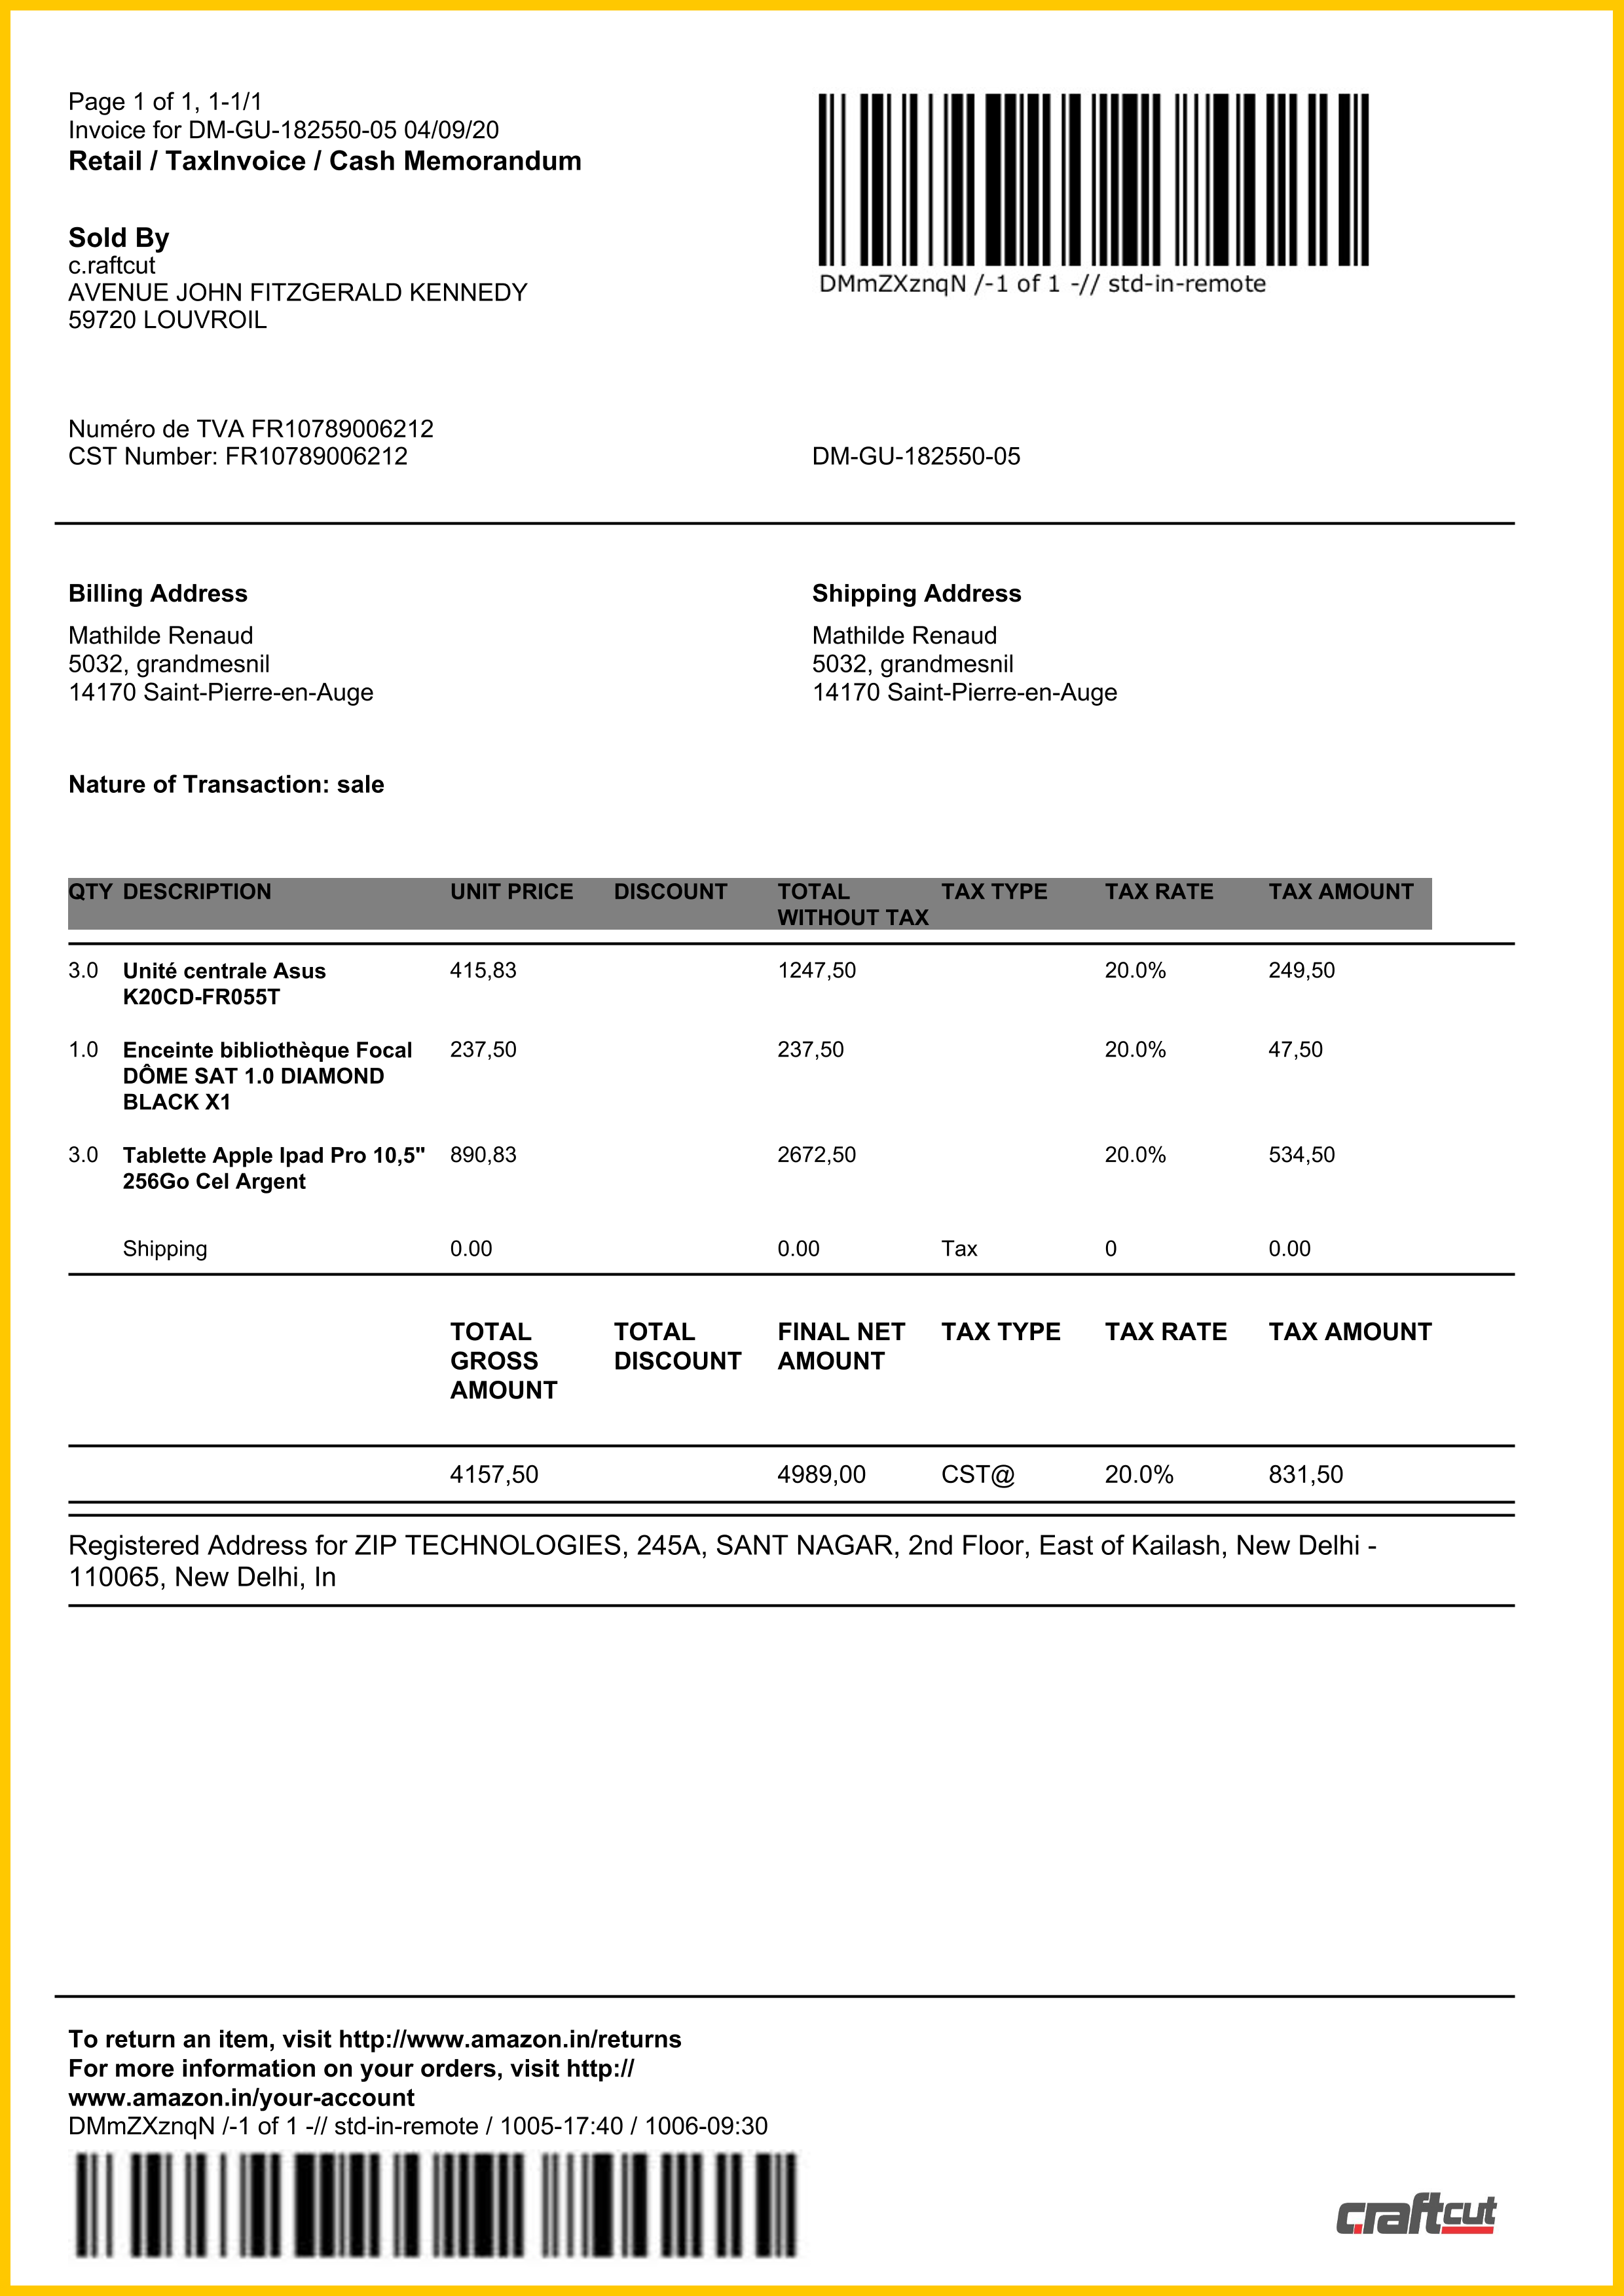 Page 1 of 1, 1-1/1
Invoice for DM-GU-182550-05 04/09/20
Retail / TaxInvoice / Cash Memorandum
DMmZXznqN /-1 of 1 -// std-in-remote
Sold By
c.raftcut
AVENUE JOHN FITZGERALD KENNEDY
59720 LOUVROIL
Numéro de TVA FR10789006212
CST Number: FR10789006212
DM-GU-182550-05
Billing Address
Mathilde Renaud
5032, grandmesnil
14170 Saint-Pierre-en-Auge
Shipping Address
Mathilde Renaud
5032, grandmesnil
14170 Saint-Pierre-en-Auge
Nature of Transaction: sale
QTY DESCRIPTION UNIT PRICE DISCOUNT TOTAL TAX TYPE TAX RATE TAX AMOUNT
WITHOUT TAX
3.0 Unité centrale Asus 415,83 1247,50 20.0% 249,50
K20CD-FR055T
1.0 Enceinte bibliothèque Focal 237,50 237,50 20.0% 47,50
DÔME SAT 1.0 DIAMOND
BLACK X1
3.0 Tablette Apple Ipad Pro 10,5" 890,83 2672,50 20.0% 534,50
256Go Cel Argent
Shipping 0.00 0.00 Tax 0 0.00
TOTAL TOTAL FINAL NET TAX TYPE TAX RATE TAX AMOUNT
GROSS DISCOUNT AMOUNT
AMOUNT
4157,50 4989,00 CST@ 20.0% 831,50
Registered Address for ZIP TECHNOLOGIES, 245A, SANT NAGAR, 2nd Floor, East of Kailash, New Delhi -
110065, New Delhi, In
To return an item, visit http://www.amazon.in/returns
For more information on your orders, visit http://
www.amazon.in/your-account
DMmZXznqN /-1 of 1 -// std-in-remote / 1005-17:40 / 1006-09:30
c.raftcut